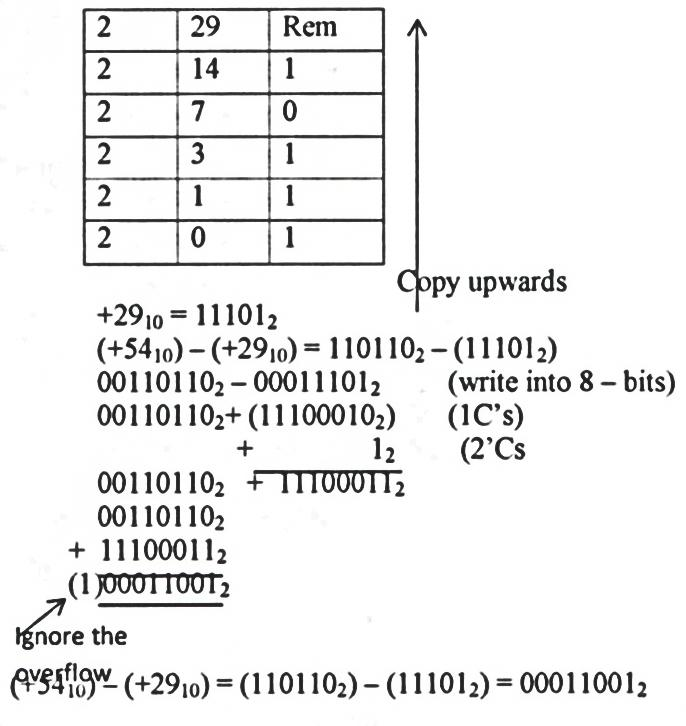 2 29 Rem
2 14 1
2 7 0
2 3 1
2 1 1
2 0 1
Copy upwards
+29₁₀ = 11101₂
(+54₁₀) – (+29₁₀) = 110110₂ – (11101₂)
00110110₂ – 00011101₂ (write into 8 – bits)
00110110₂ + (11100010₂) (1C's)
+ 1₂ (2'Cs
00110110₂ + 11100011₂
00110110₂
+ 11100011₂
(1)00011001₂
Ignore the
overflow
(+54₁₀) – (+29₁₀) = (110110₂) – (11101₂) = 00011001₂